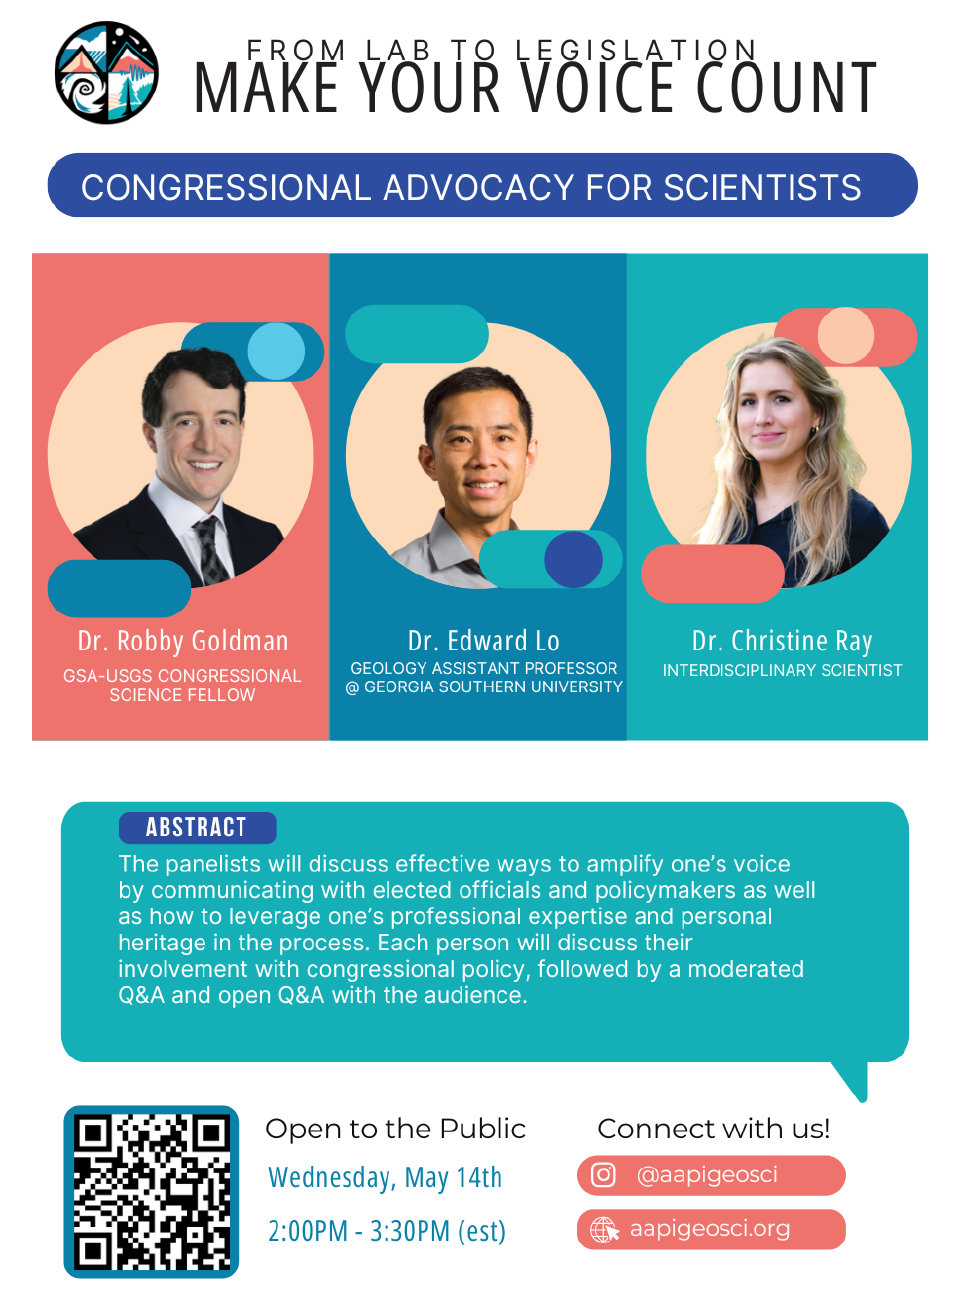 FROM LAB TO LEGISLATION
MAKE YOUR VOICE COUNT
CONGRESSIONAL ADVOCACY FOR SCIENTISTS
Dr. Robby Goldman
GSA-USGS CONGRESSIONAL
SCIENCE FELLOW
Dr. Edward Lo
GEOLOGY ASSISTANT PROFESSOR
@ GEORGIA SOUTHERN UNIVERSITY
Dr. Christine Ray
INTERDISCIPLINARY SCIENTIST
ABSTRACT
The panelists will discuss effective ways to amplify one’s voice
by communicating with elected officials and policymakers as well
as how to leverage one’s professional expertise and personal
heritage in the process. Each person will discuss their
involvement with congressional policy, followed by a moderated
Q&A and open Q&A with the audience.
Open to the Public
Wednesday, May 14th
2:00PM - 3:30PM (est)
Connect with us!
@aapigeosci
aapigeosci.org